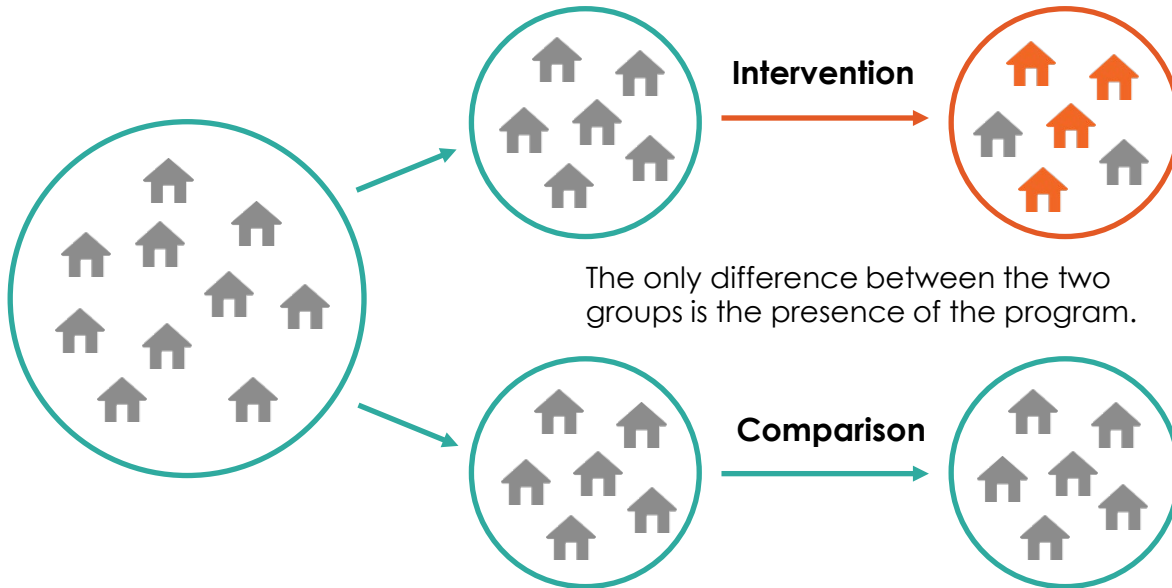 Intervention
The only difference between the two
groups is the presence of the program.
Comparison